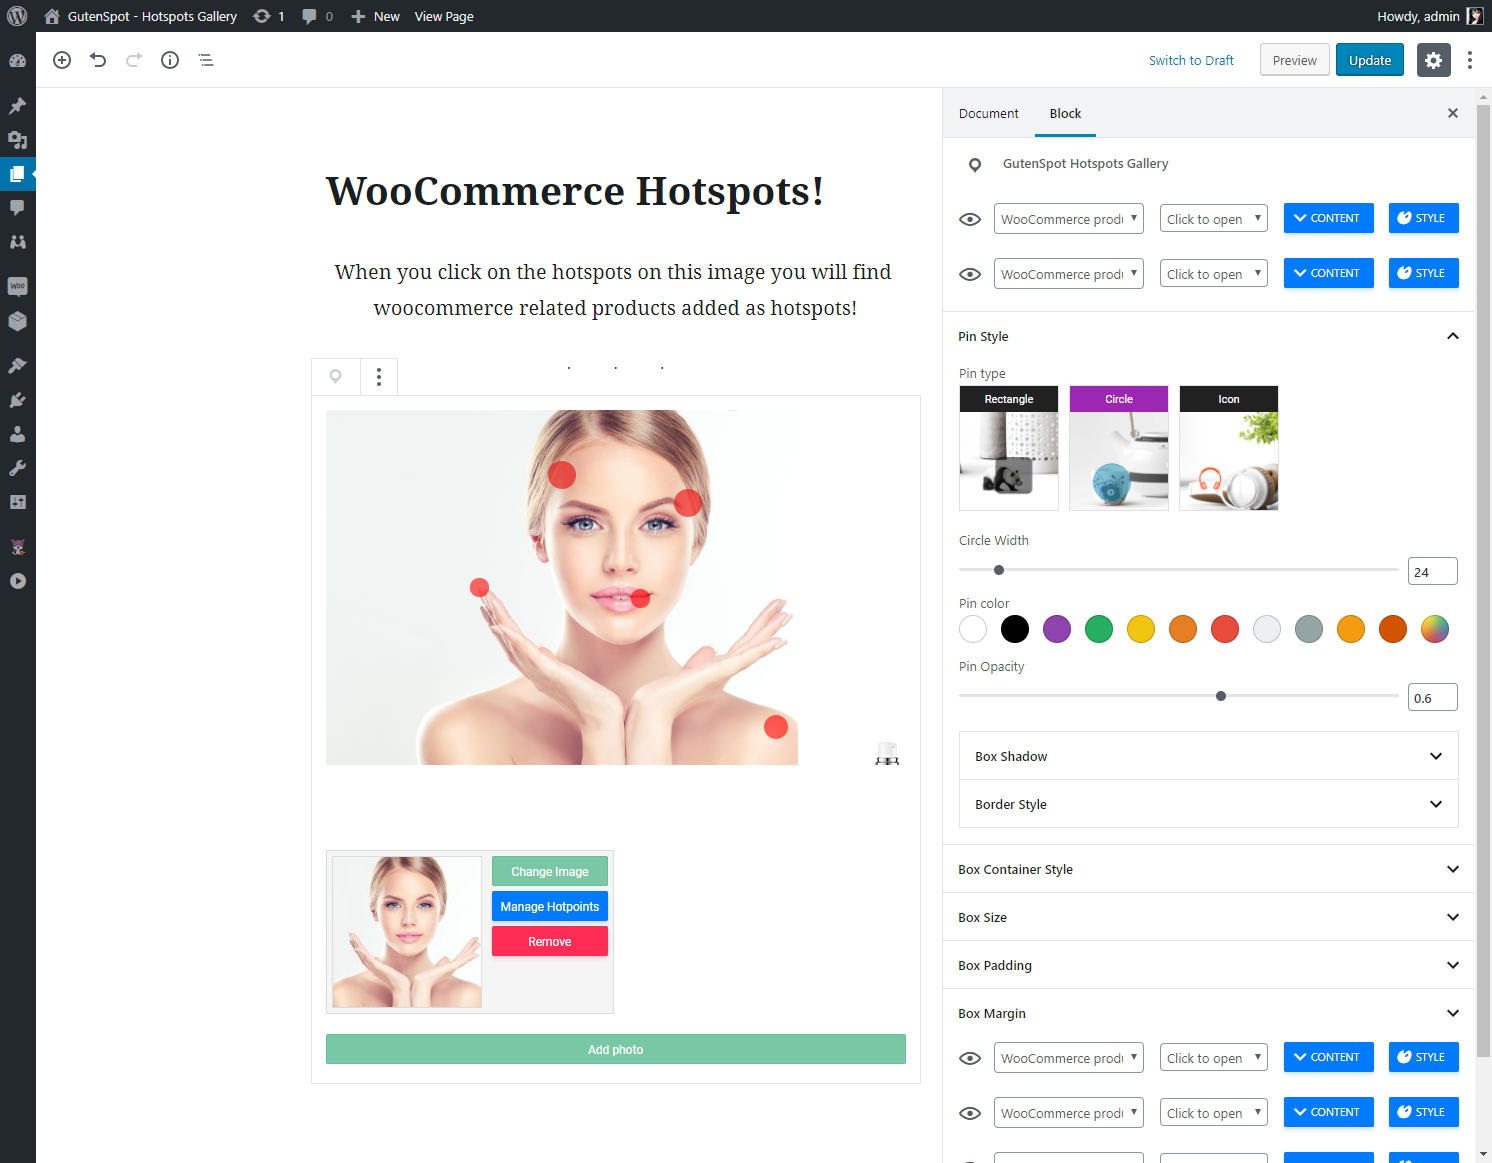 GutenSpot - Hotspots Gallery
1
0
New
View Page
Howdy, admin
Switch to Draft
Preview
Update
WooCommerce Hotspots!
When you click on the hotspots on this image you will find
woocommerce related products added as hotspots!
. . .
Change Image
Manage Hotpoints
Remove
Add photo
Document
Block
GutenSpot Hotspots Gallery
WooCommerce produ
Click to open
CONTENT
STYLE
WooCommerce produ
Click to open
CONTENT
STYLE
Pin Style
Pin type
Rectangle
Circle
Icon
Circle Width
24
Pin color
Pin Opacity
0.6
Box Shadow
Border Style
Box Container Style
Box Size
Box Padding
Box Margin
WooCommerce produ
Click to open
CONTENT
STYLE
WooCommerce produ
Click to open
CONTENT
STYLE
Woo